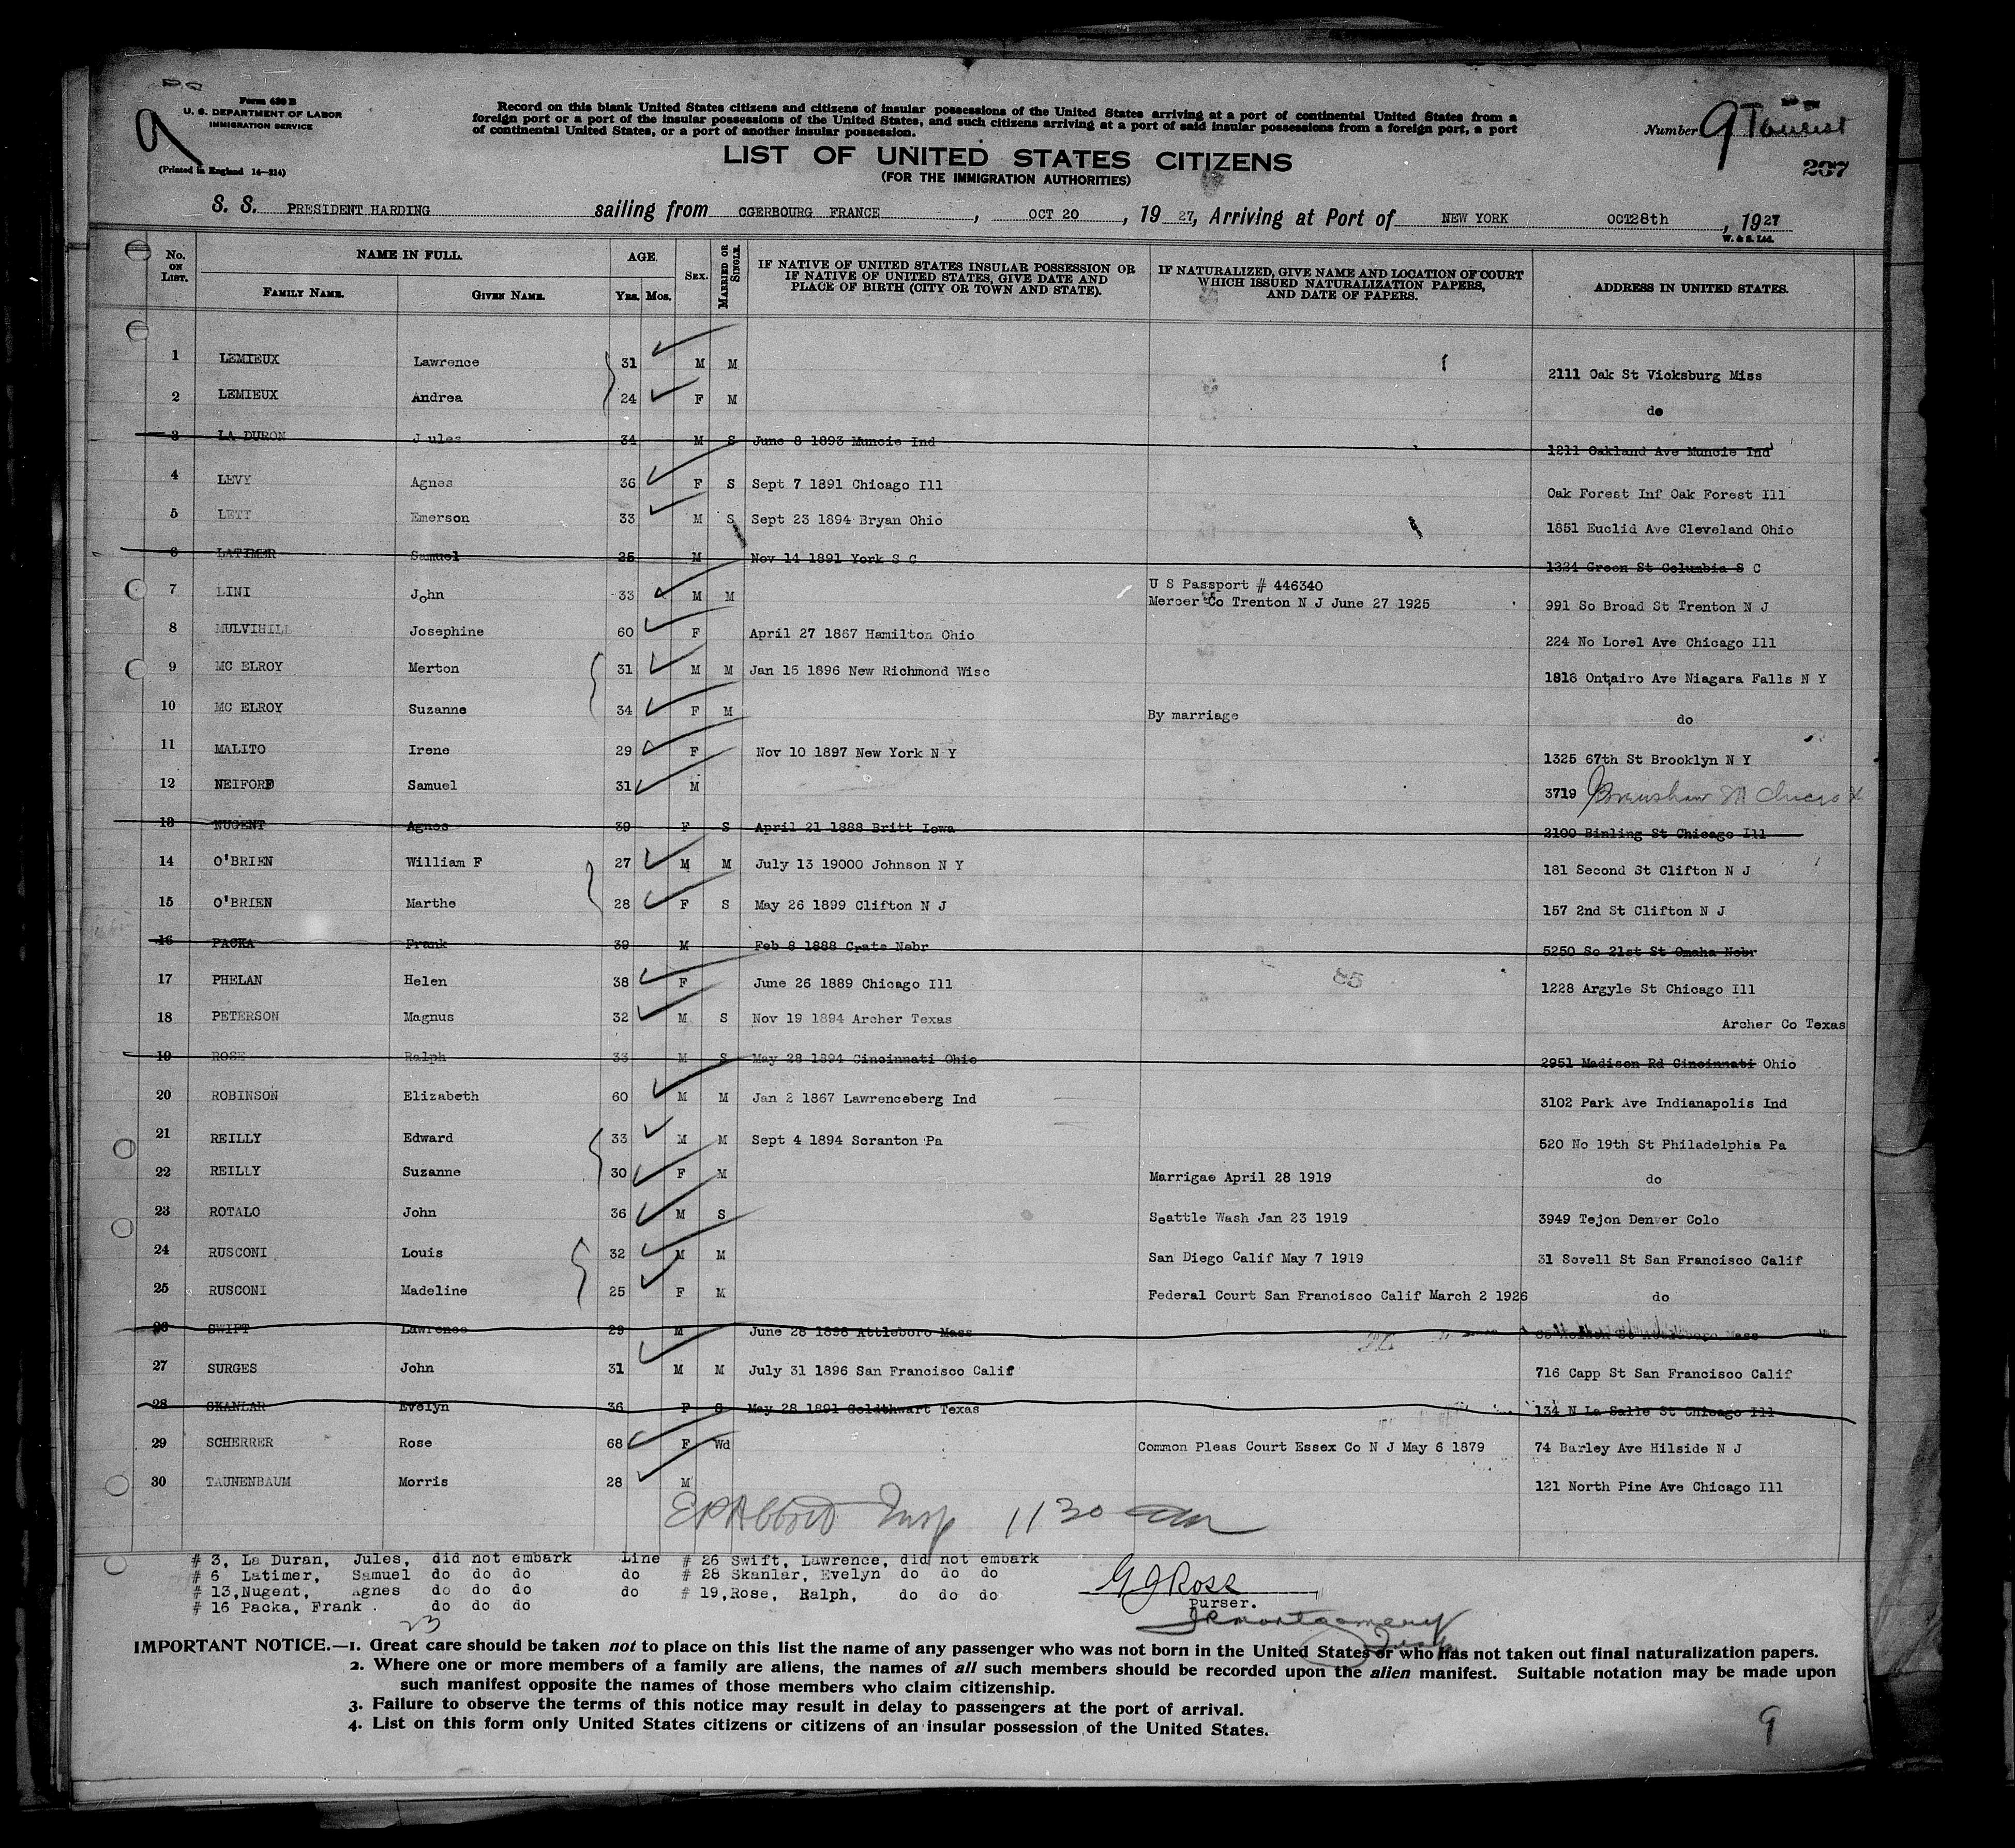 9
Form 630 B
U. S. DEPARTMENT OF LABOR
IMMIGRATION SERVICE
(Printed in England 14—214)
Record on this blank United States citizens and citizens of insular possessions of the United States arriving at a port of continental United States from a
foreign port or a port of the insular possessions of the United States, and such citizens arriving at a port of said insular possessions from a foreign port, a port
of continental United States, or a port of another insular possession.
Number 9 Tourist
237
LIST OF UNITED STATES CITIZENS
(FOR THE IMMIGRATION AUTHORITIES)
S. S. PRESIDENT HARDING sailing from CGERBOURG FRANCE, OCT 20, 19 27, Arriving at Port of NEW YORK OCT28th, 1927
W. & S. Ltd.
No. ON LIST. NAME IN FULL. FAMILY NAME. GIVEN NAME. AGE. Yrs. Mos. SEX. MARRIED OR SINGLE. IF NATIVE OF UNITED STATES INSULAR POSSESSION OR IF NATIVE OF UNITED STATES, GIVE DATE AND PLACE OF BIRTH (CITY OR TOWN AND STATE). IF NATURALIZED, GIVE NAME AND LOCATION OF COURT WHICH ISSUED NATURALIZATION PAPERS, AND DATE OF PAPERS. ADDRESS IN UNITED STATES.
1 LEMIEUX Lawrence 31 M M 2111 Oak St Vicksburg Miss
2 LEMIEUX Andrea 24 F M do
3 LA DURON Jules 34 M S June 8 1893 Muncie Ind 1211 Oakland Ave Muncie Ind
4 LEVY Agnes 36 F S Sept 7 1891 Chicago Ill Oak Forest Inf Oak Forest Ill
5 LETT Emerson 33 M S Sept 23 1894 Bryan Ohio 1851 Euclid Ave Cleveland Ohio
6 LATIMER Samuel 35 M Nov 14 1891 York S C 1324 Green St Columbia S C
7 LINI John 33 M M U S Passport # 446340
Mercer Co Trenton N J June 27 1925 991 So Broad St Trenton N J
8 MULVIHILL Josephine 60 F April 27 1867 Hamilton Ohio 224 No Lorel Ave Chicago Ill
9 MC ELROY Merton 31 M M Jan 15 1896 New Richmond Wisc 1816 Ontairo Ave Niagara Falls N Y
10 MC ELROY Suzanne 34 F M By marriage do
11 MALITO Irene 29 F Nov 10 1897 New York N Y 1325 67th St Brooklyn N Y
12 NEIFORD Samuel 31 M 3719
13 NUGENT Agnes 39 F S April 21 1888 Britt Iowa 2100 Binling St Chicago Ill
14 O'BRIEN William F 27 M M July 13 19000 Johnson N Y 181 Second St Clifton N J
15 O'BRIEN Marthe 28 F S May 26 1899 Clifton N J 157 2nd St Clifton N J
16 PACKA Frank 39 M Feb 8 1888 Crate Nebr 5250 So 21st St Omaha Nebr
17 PHELAN Helen 38 F June 26 1889 Chicago Ill 85 1228 Argyle St Chicago Ill
18 PETERSON Magnus 32 M S Nov 19 1894 Archer Texas Archer Co Texas
19 ROSE Ralph 33 M S May 28 1894 Cincinnati Ohio 2951 Madison Rd Cincinnati Ohio
20 ROBINSON Elizabeth 60 M M Jan 2 1867 Lawrenceberg Ind 3102 Park Ave Indianapolis Ind
21 REILLY Edward 33 M M Sept 4 1894 Scranton Pa 520 No 19th St Philadelphia Pa
22 REILLY Suzanne 30 F M Marrigae April 28 1919 do
23 ROTALO John 36 M S Seattle Wash Jan 23 1919 3949 Tejon Denver Colo
24 RUSCONI Louis 32 M M San Diego Calif May 7 1919 31 Sovell St San Francisco Calif
25 RUSCONI Madeline 25 F M Federal Court San Francisco Calif March 2 1926 do
26 SWIFT Lawrence 29 M June 28 1898 Attleboro Mass
27 SURGES John 31 M M July 31 1896 San Francisco Calif 716 Capp St San Francisco Calif
28 SKANLAR Evelyn 36 F S May 28 1891 Goldthwart Texas 134 N La Salle St Chicago Ill
29 SCHERRER Rose 68 F Wd Common Pleas Court Essex Co N J May 6 1879 74 Barley Ave Hilside N J
30 TAUNENBAUM Morris 28 M 121 North Pine Ave Chicago Ill
EP Abbott Insp 11 30 am
# 3, La Duran, Jules, did not embark Line # 26 Swift, Lawrence, did not embark
# 6 Latimer, Samuel do do do do # 28 Skanlar, Evelyn do do do
# 13,Nugent, Agnes do do do do # 19,Rose, Ralph, do do do
# 16 Packa, Frank . do do do
23
G J Ross
Purser.
JR Montgomery
IMPORTANT NOTICE.—1. Great care should be taken not to place on this list the name of any passenger who was not born in the United States or who has not taken out final naturalization papers.
2. Where one or more members of a family are aliens, the names of all such members should be recorded upon the alien manifest. Suitable notation may be made upon
such manifest opposite the names of those members who claim citizenship.
3. Failure to observe the terms of this notice may result in delay to passengers at the port of arrival.
4. List on this form only United States citizens or citizens of an insular possession of the United States.
9